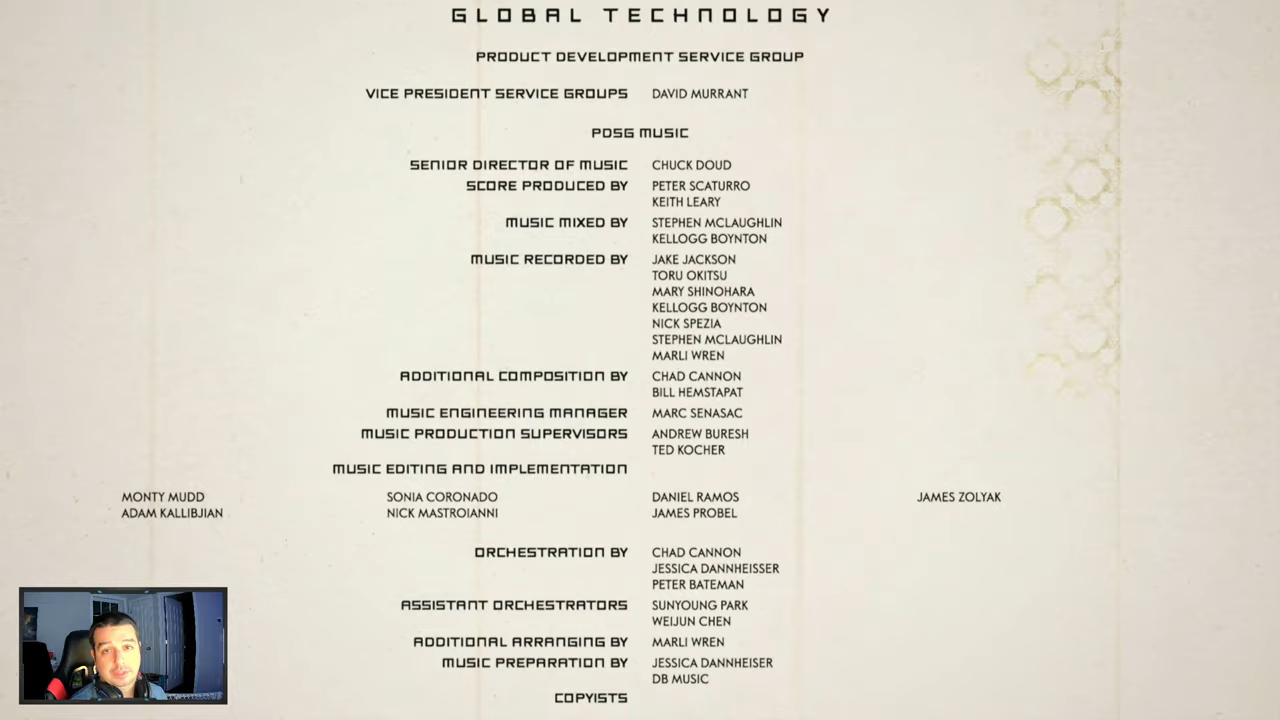 GLOBAL TECHNOLOGY
PRODUCT DEVELOPMENT SERVICE GROUP
VICE PRESIDENT SERVICE GROUPS DAVID MURRANT
PDSG MUSIC
SENIOR DIRECTOR OF MUSIC CHUCK DOUD
SCORE PRODUCED BY PETER SCATURRO
KEITH LEARY
MUSIC MIXED BY STEPHEN MCLAUGHLIN
KELLOGG BOYNTON
MUSIC RECORDED BY JAKE JACKSON
TORU OKITSU
MARY SHINOHARA
KELLOGG BOYNTON
NICK SPEZIA
STEPHEN MCLAUGHLIN
MARLI WREN
ADDITIONAL COMPOSITION BY CHAD CANNON
BILL HEMSTAPAT
MUSIC ENGINEERING MANAGER MARC SENASAC
MUSIC PRODUCTION SUPERVISORS ANDREW BURESH
TED KOCHER
MUSIC EDITING AND IMPLEMENTATION
MONTY MUDD SONIA CORONADO DANIEL RAMOS JAMES ZOLYAK
ADAM KALLIBJIAN NICK MASTROIANNI JAMES PROBEL
ORCHESTRATION BY CHAD CANNON
JESSICA DANNHEISSER
PETER BATEMAN
ASSISTANT ORCHESTRATORS SUNYOUNG PARK
WEIJUN CHEN
ADDITIONAL ARRANGING BY MARLI WREN
MUSIC PREPARATION BY JESSICA DANNHEISER
DB MUSIC
COPYISTS